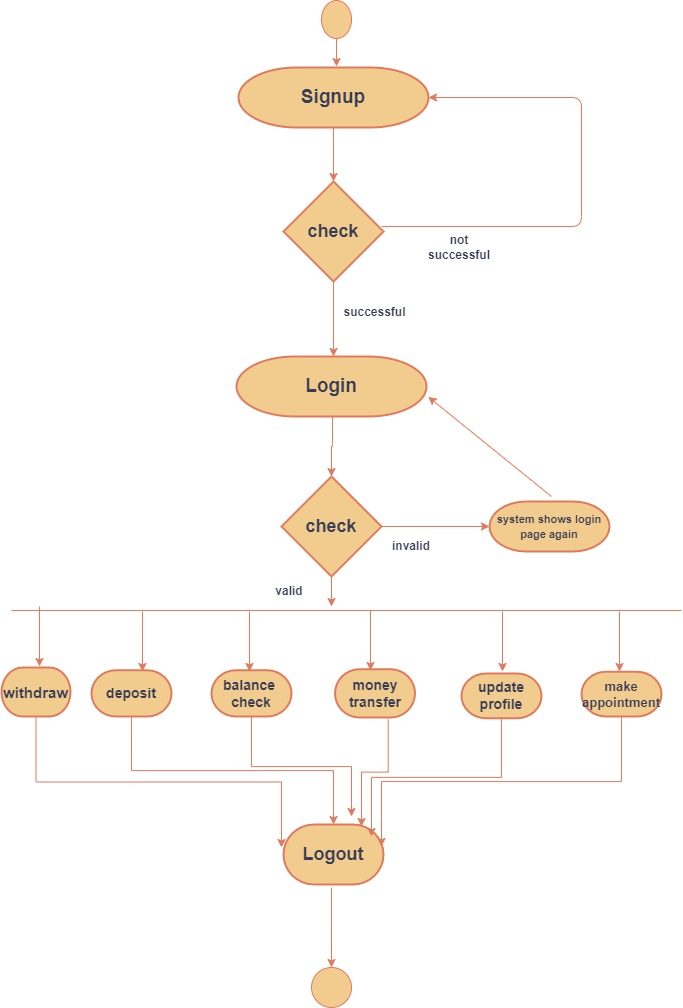 Signup
check
not
successful
successful
Login
check
system shows login
page again
invalid
valid
withdraw
deposit
balance
check
money
transfer
update
profile
make
appointment
Logout